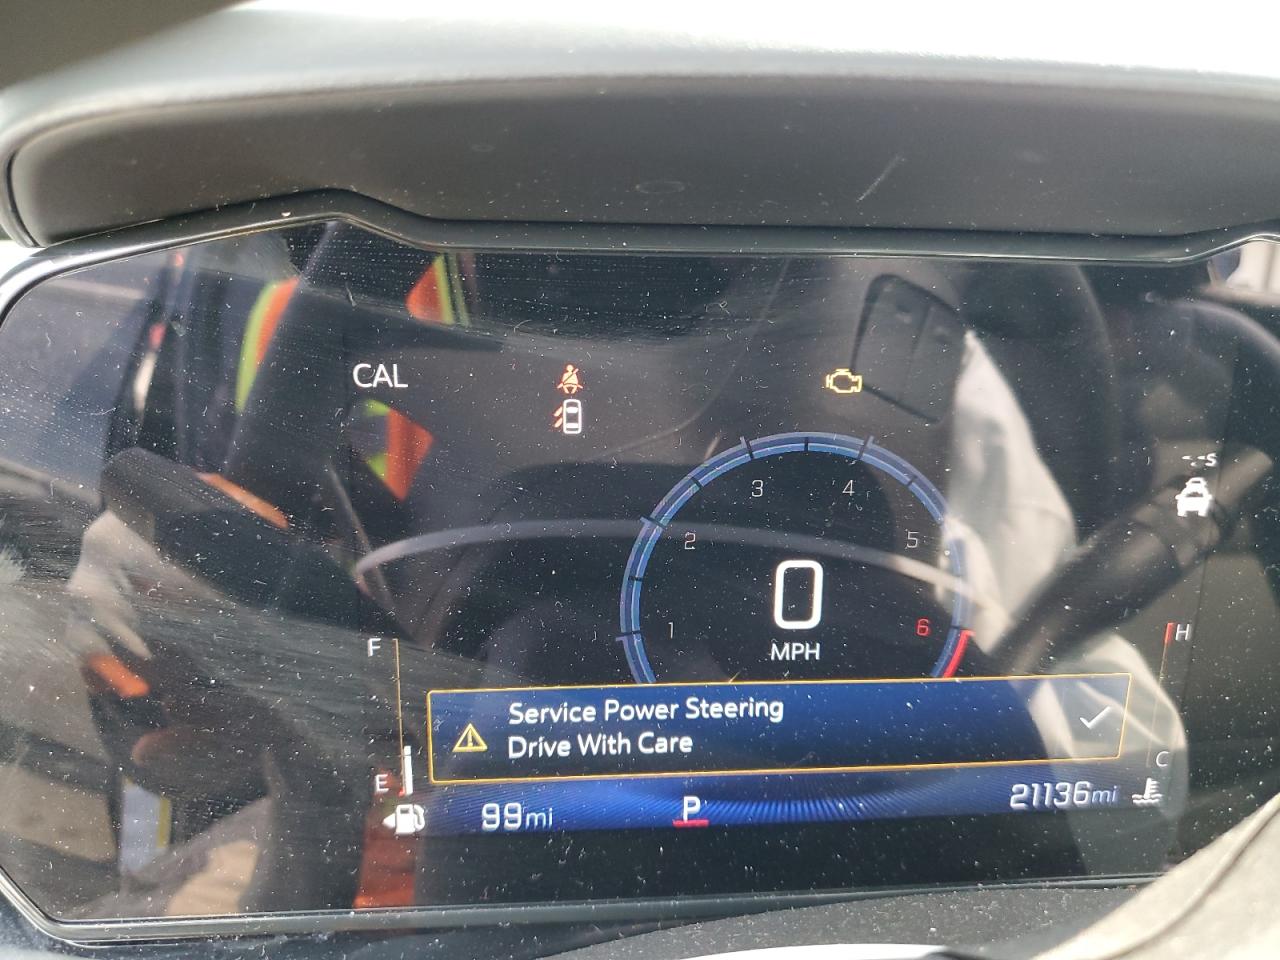 CAL
--S
3 4
2 5
1 6
0
MPH
F
H
Service Power Steering
Drive With Care
E
C
99mi
P
21136mi